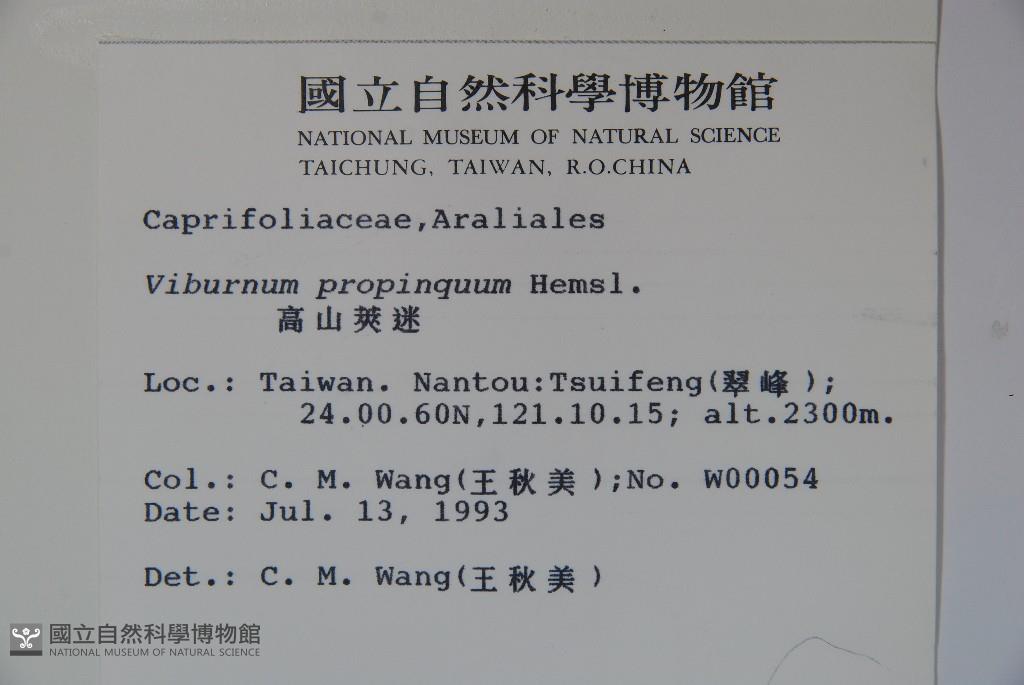 國立自然科學博物館
NATIONAL MUSEUM OF NATURAL SCIENCE
TAICHUNG, TAIWAN, R.O.CHINA
Caprifoliaceae,Araliales
Viburnum propinquum Hemsl.
高山莢迷
Loc.: Taiwan. Nantou:Tsuifeng(翠峰);
24.00.60N,121.10.15; alt.2300m.
Col.: C. M. Wang(王秋美);No. W00054
Date: Jul. 13, 1993
Det.: C. M. Wang(王秋美)
國立自然科學博物館
NATIONAL MUSEUM OF NATURAL SCIENCE